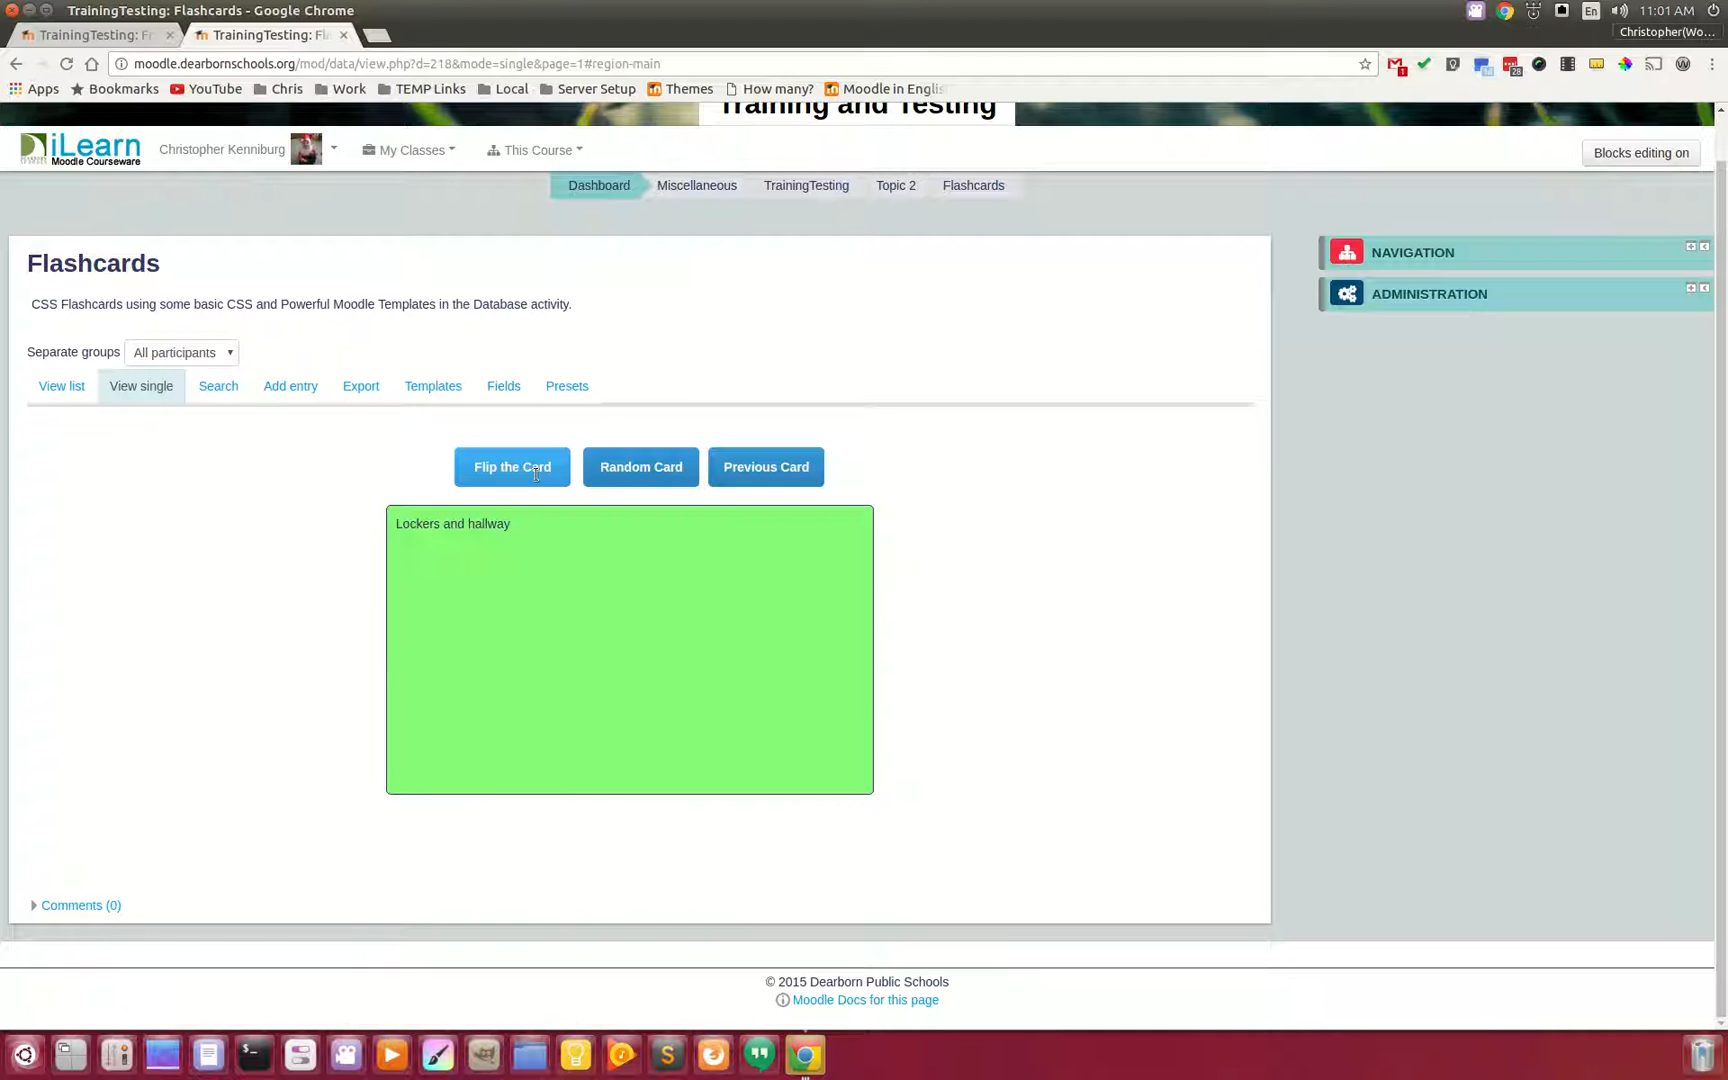 TrainingTesting: Flashcards - Google Chrome
En
11:01 AM
TrainingTesting: F
TrainingTesting: Fl
Christopher(Wo...
moodle.dearbornschools.org/mod/data/view.php?d=218&mode=single&page=1#region-main
1
28
Apps
Bookmarks
YouTube
Chris
Work
TEMP Links
Local
Server Setup
Themes
How many?
Moodle in Englis
Training and Testing
iLearn
Moodle Courseware
Christopher Kenniburg
My Classes
This Course
Blocks editing on
Dashboard
Miscellaneous
TrainingTesting
Topic 2
Flashcards
Flashcards
CSS Flashcards using some basic CSS and Powerful Moodle Templates in the Database activity.
Separate groups
All participants
View list
View single
Search
Add entry
Export
Templates
Fields
Presets
Flip the Card
Random Card
Previous Card
Lockers and hallway
NAVIGATION
ADMINISTRATION
Comments (0)
© 2015 Dearborn Public Schools
Moodle Docs for this page